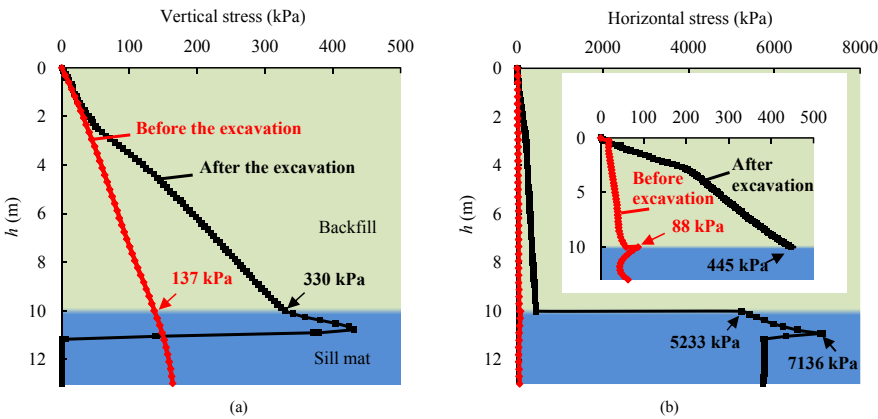 Vertical stress (kPa)
0 100 200 300 400 500
0
2
4
6
8
10
12
h (m)
Before the excavation
After the excavation
Backfill
137 kPa
330 kPa
Sill mat
(a)
Horizontal stress (kPa)
0 2000 4000 6000 8000
0
2
4
6
8
10
12
h (m)
0 100 200 300 400 500
0
5
10
After
excavation
Before
excavation
88 kPa
445 kPa
5233 kPa
7136 kPa
(b)